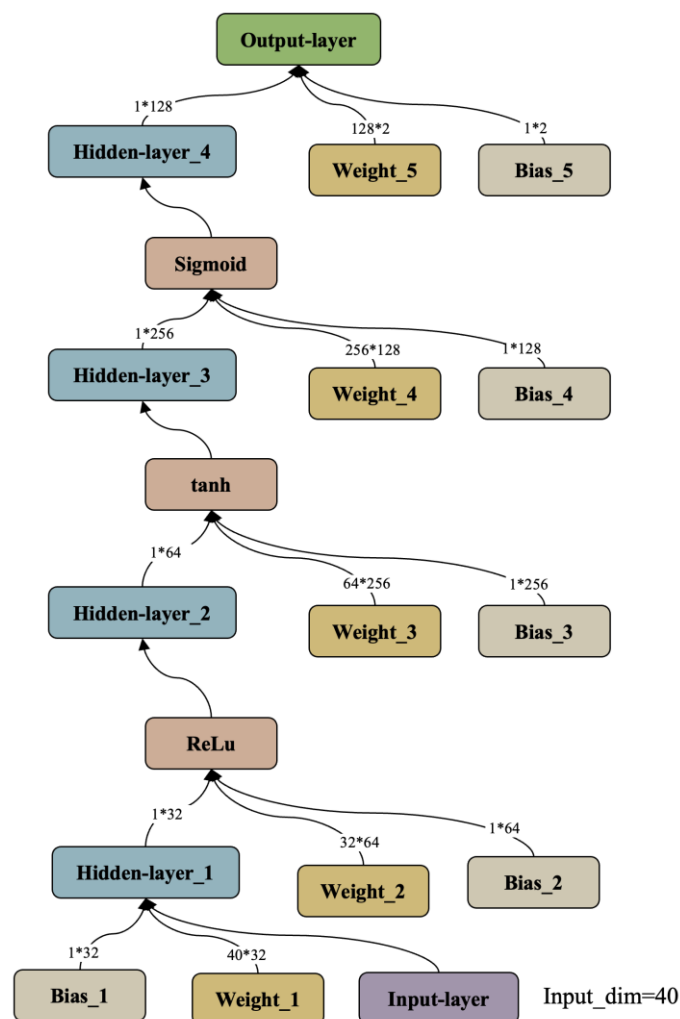 Output-layer
1*128
128*2
1*2
Hidden-layer_4
Weight_5
Bias_5
Sigmoid
1*256
256*128
1*128
Hidden-layer_3
Weight_4
Bias_4
tanh
1*64
64*256
1*256
Hidden-layer_2
Weight_3
Bias_3
ReLu
1*32
32*64
1*64
Hidden-layer_1
Weight_2
Bias_2
1*32
40*32
Bias_1
Weight_1
Input-layer
Input_dim=40